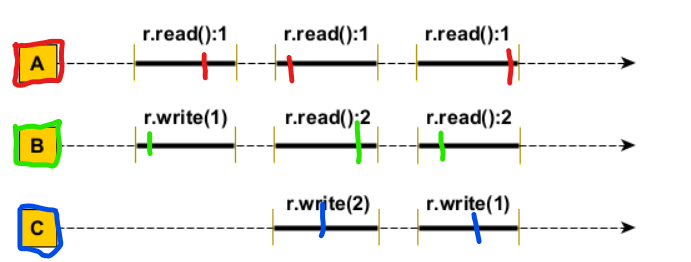 r.read():1 r.read():1 r.read():1
A
r.write(1) r.read():2 r.read():2
B
r.write(2) r.write(1)
C